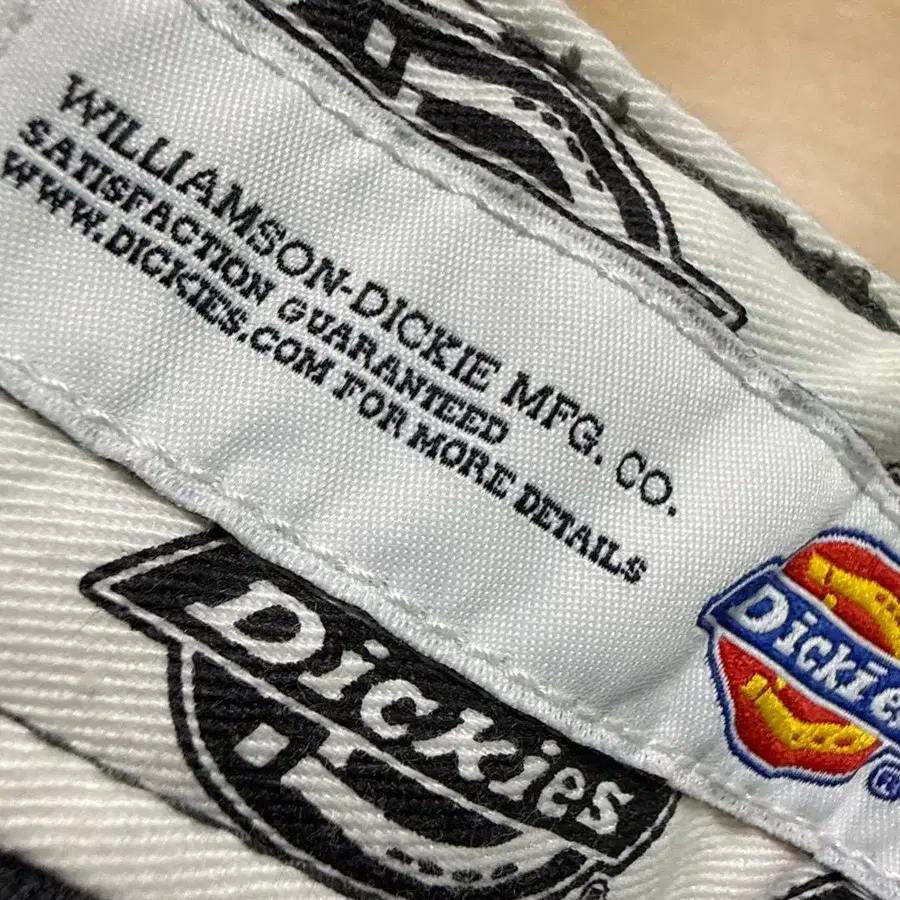 WILLIAMSON-DICKIE MFG. CO.
SATISFACTION GUARANTEED
WWW.DICKIES.COM FOR MORE DETAILS
Dickies
®
Dickies
®